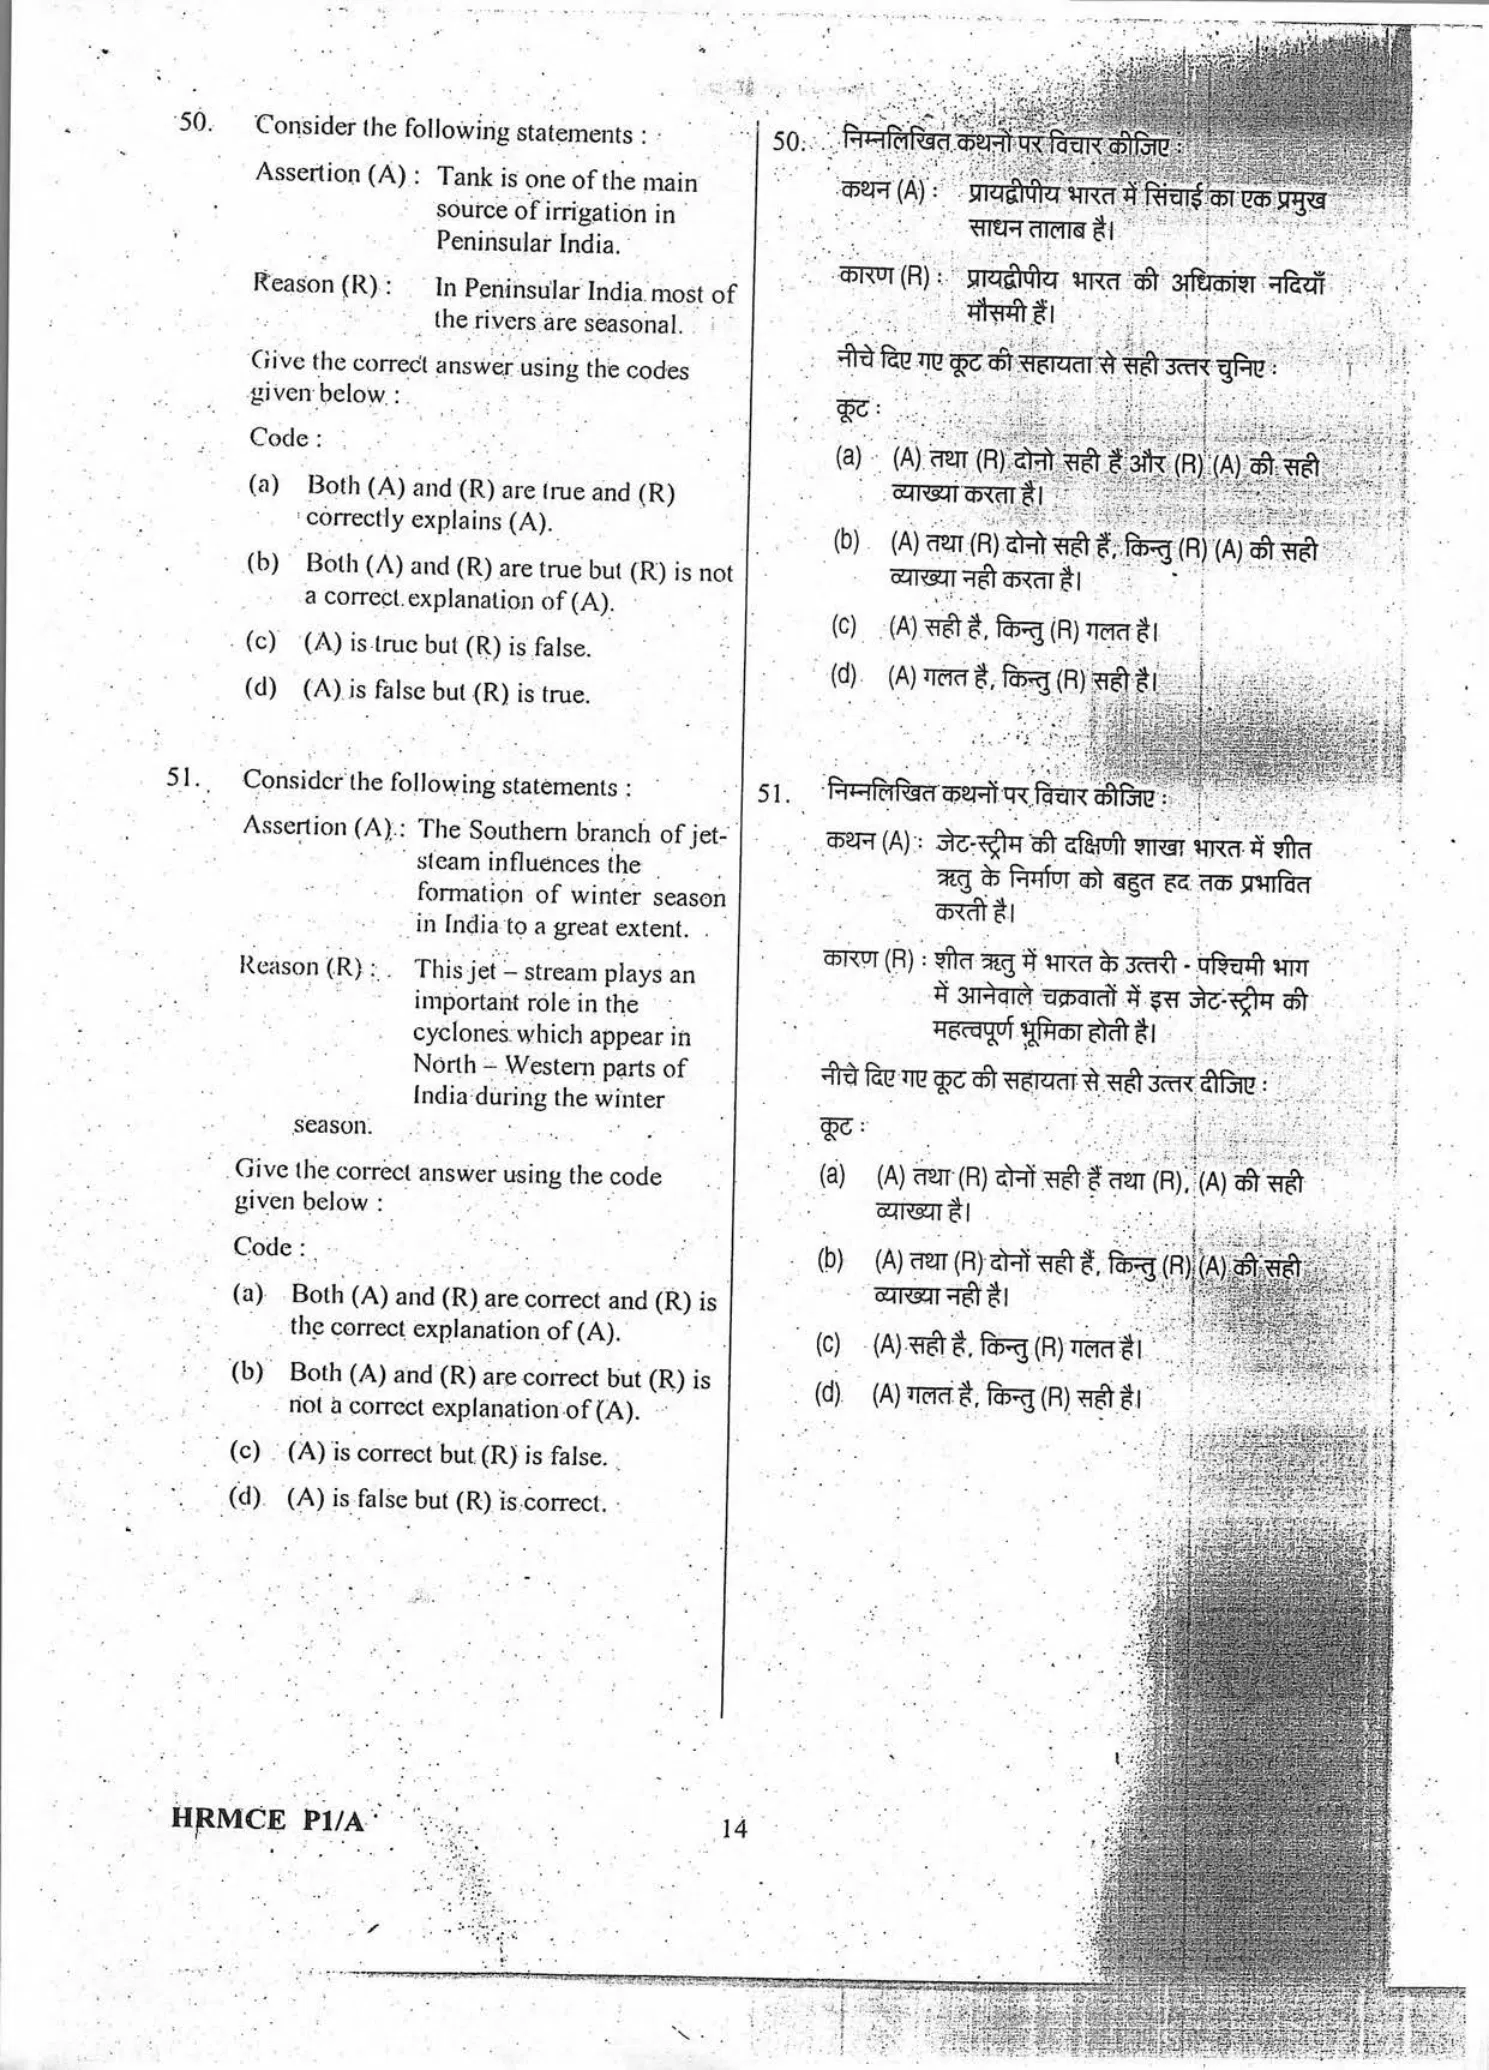 50. Consider the following statements :
Assertion (A) : Tank is one of the main
source of irrigation in
Peninsular India.
Reason (R) : In Peninsular India most of
the rivers are seasonal.
Give the correct answer using the codes
given below :
Code :
(a) Both (A) and (R) are true and (R)
correctly explains (A).
(b) Both (A) and (R) are true but (R) is not
a correct explanation of (A).
(c) (A) is true but (R) is false.
(d) (A) is false but (R) is true.
51. Consider the following statements :
Assertion (A) : The Southern branch of jet-
steam influences the
formation of winter season
in India to a great extent.
Reason (R) : This jet – stream plays an
important role in the
cyclones which appear in
North – Western parts of
India during the winter
season.
Give the correct answer using the code
given below :
Code :
(a) Both (A) and (R) are correct and (R) is
the correct explanation of (A).
(b) Both (A) and (R) are correct but (R) is
not a correct explanation of (A).
(c) (A) is correct but (R) is false.
(d) (A) is false but (R) is correct.
50. निम्नलिखित कथनों पर विचार कीजिए :
कथन (A) : प्रायद्वीपीय भारत में सिंचाई का एक प्रमुख
साधन तालाब है।
कारण (R) : प्रायद्वीपीय भारत की अधिकांश नदियाँ
मौसमी हैं।
नीचे दिए गए कूट की सहायता से सही उत्तर चुनिए :
कूट :
(a) (A) तथा (R) दोनो सही हैं और (R) (A) की सही
व्याख्या करता है।
(b) (A) तथा (R) दोनो सही हैं, किन्तु (R) (A) की सही
व्याख्या नही करता है।
(c) (A) सही है, किन्तु (R) गलत है।
(d) (A) गलत है, किन्तु (R) सही है।
51. निम्नलिखित कथनों पर विचार कीजिए :
कथन (A) : जेट-स्ट्रीम की दक्षिणी शाखा भारत में शीत
ऋतु के निर्माण को बहुत हद तक प्रभावित
करती है।
कारण (R) : शीत ऋतु में भारत के उत्तरी - पश्चिमी भाग
में आनेवाले चक्रवातों में इस जेट-स्ट्रीम की
महत्वपूर्ण भूमिका होती है।
नीचे दिए गए कूट की सहायता से सही उत्तर दीजिए :
कूट :
(a) (A) तथा (R) दोनों सही हैं तथा (R), (A) की सही
व्याख्या है।
(b) (A) तथा (R) दोनों सही हैं, किन्तु (R) (A) की सही
व्याख्या नही है।
(c) (A) सही है, किन्तु (R) गलत है।
(d) (A) गलत है, किन्तु (R) सही है।
HRMCE P1/A
14